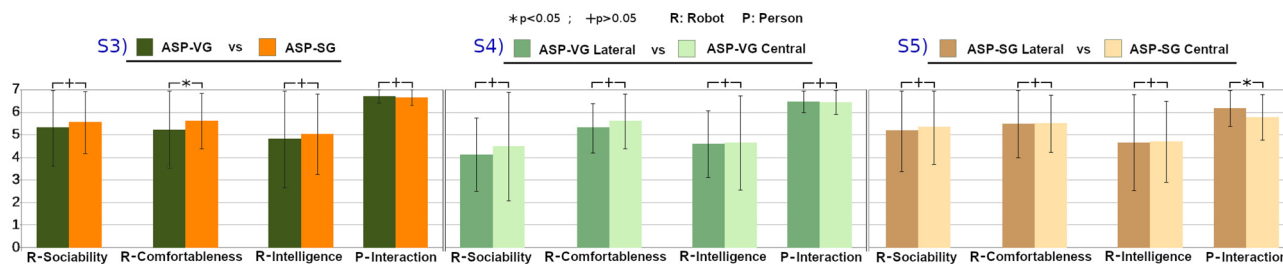 ∗p<0.05 ; +p>0.05 R: Robot P: Person
S3) ASP-VG vs ASP-SG
S4) ASP-VG Lateral vs ASP-VG Central
S5) ASP-SG Lateral vs ASP-SG Central
+ ∗ + +
+ + + +
+ + + ∗
7
6
5
4
3
2
1
0
R-Sociability R-Comfortableness R-Intelligence P-Interaction
R-Sociability R-Comfortableness R-Intelligence P-Interaction
R-Sociability R-Comfortableness R-Intelligence P-Interaction